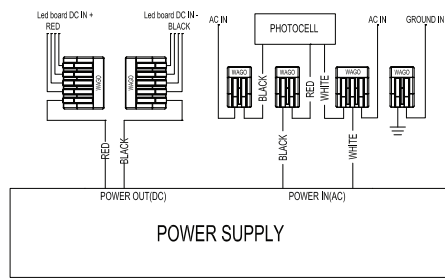 Led board DC IN +
RED
Led board DC IN -
BLACK
AC IN
PHOTOCELL
AC IN
GROUND IN
WAGO
WAGO
WAGO
WAGO
WAGO
WAGO
BLACK
RED
WHITE
RED
BLACK
BLACK
WHITE
POWER OUT(DC)
POWER IN(AC)
POWER SUPPLY